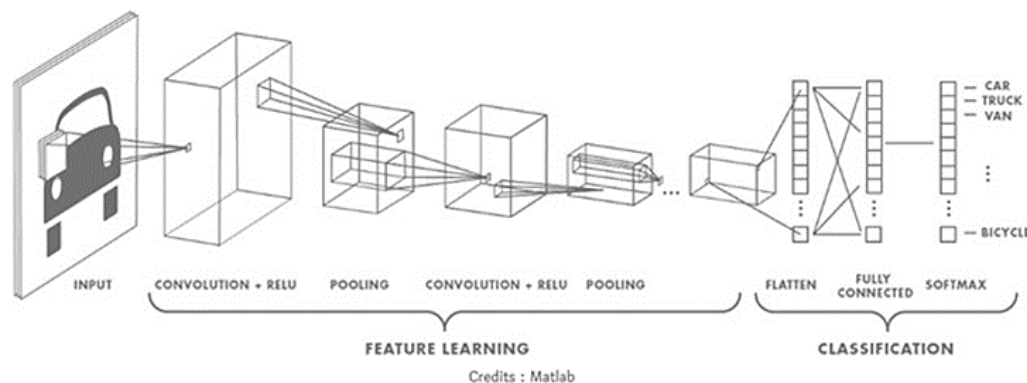 CAR
TRUCK
VAN
BICYCLE
INPUT
CONVOLUTION + RELU
POOLING
CONVOLUTION + RELU
POOLING
FLATTEN
FULLY
CONNECTED
SOFTMAX
FEATURE LEARNING
CLASSIFICATION
Credits : Matlab